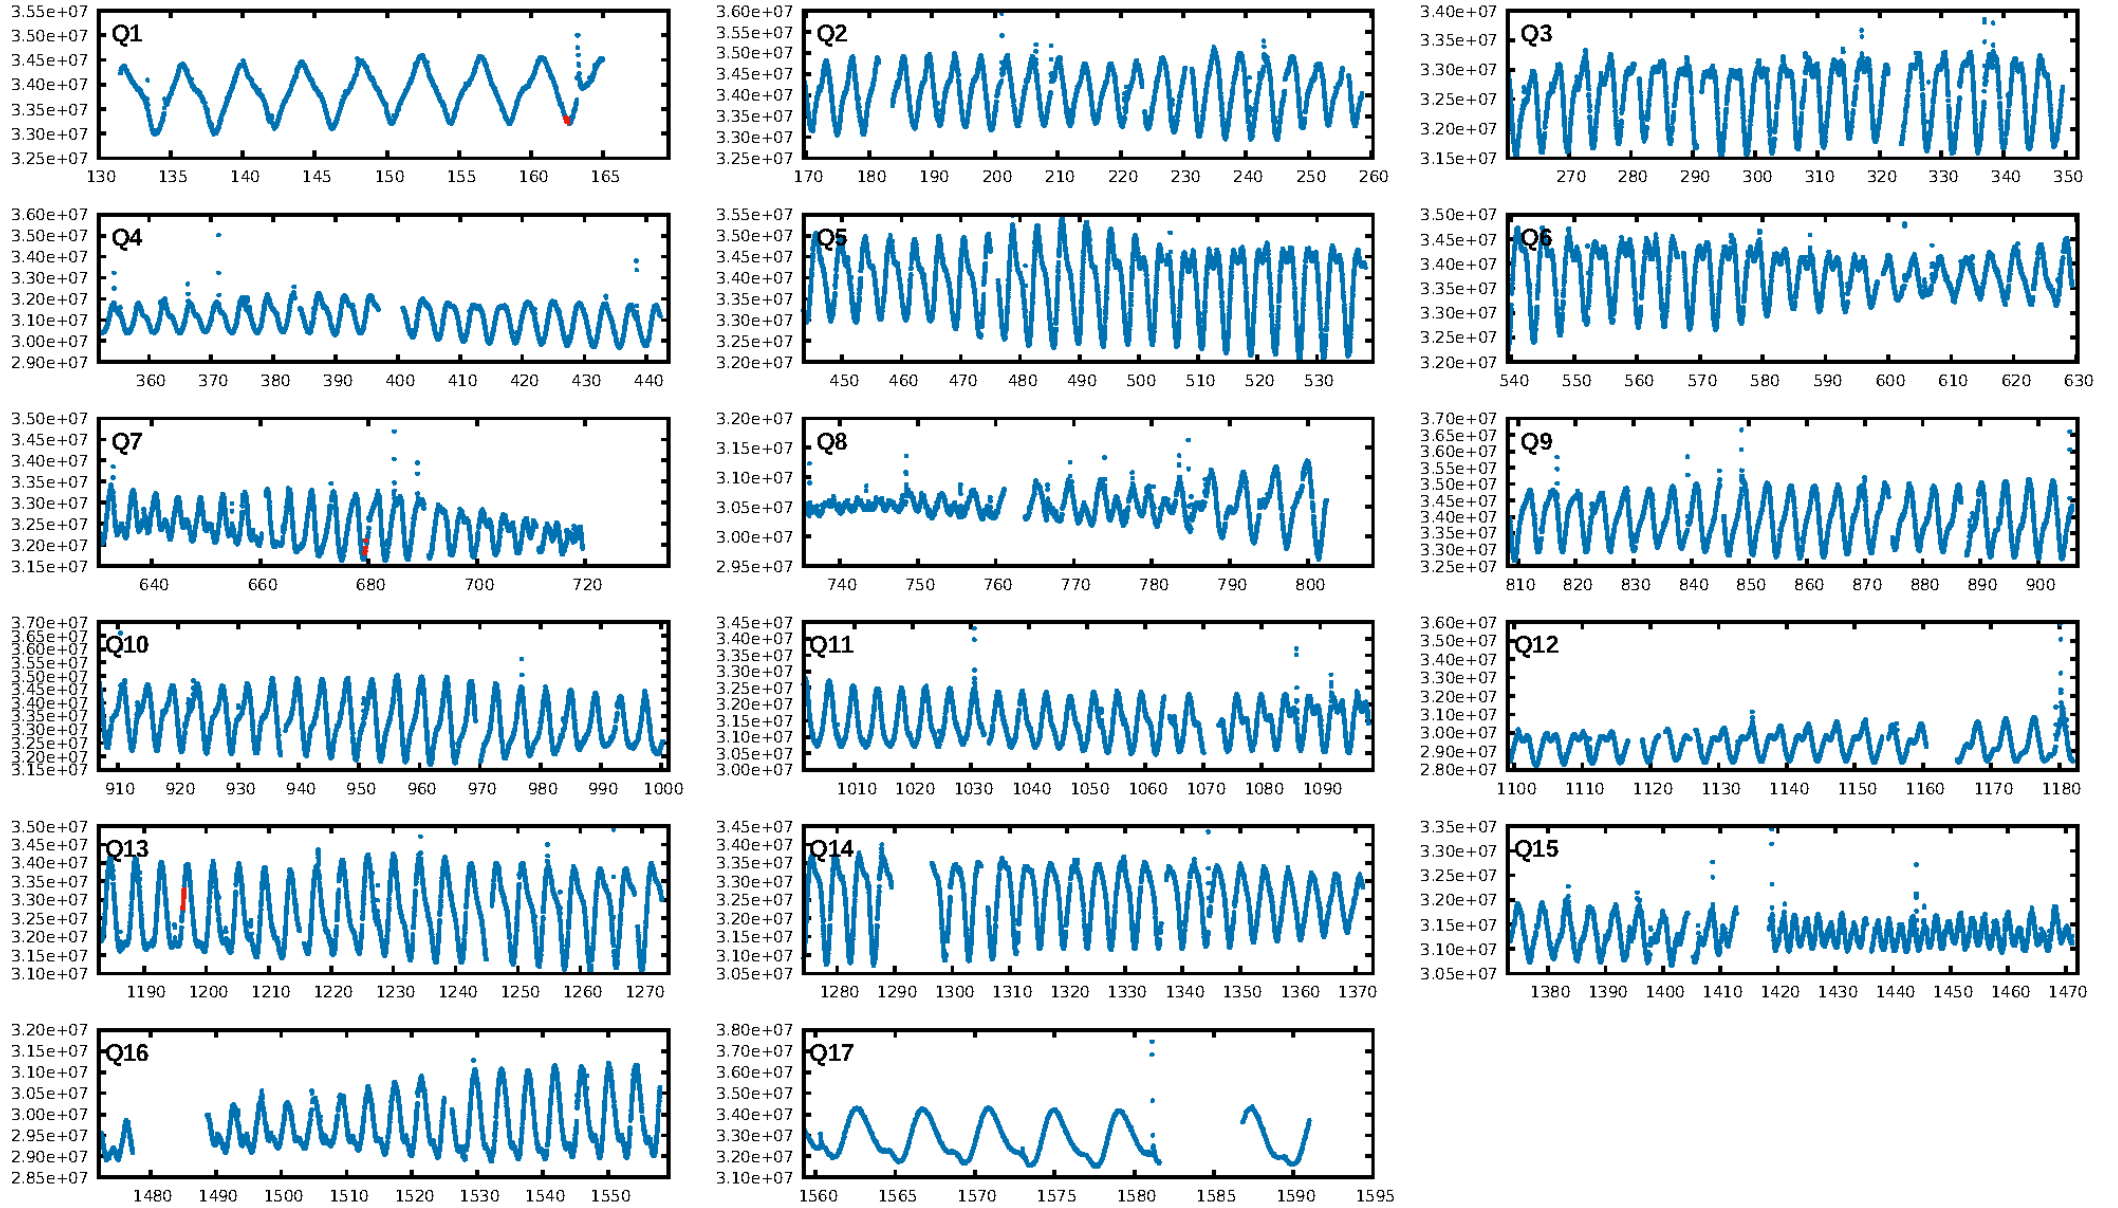 Q1
3.55e+07
3.50e+07
3.45e+07
3.40e+07
3.35e+07
3.30e+07
3.25e+07
130 135 140 145 150 155 160 165
Q2
3.60e+07
3.55e+07
3.50e+07
3.45e+07
3.40e+07
3.35e+07
3.30e+07
3.25e+07
170 180 190 200 210 220 230 240 250 260
Q3
3.40e+07
3.35e+07
3.30e+07
3.25e+07
3.20e+07
3.15e+07
270 280 290 300 310 320 330 340 350
Q4
3.60e+07
3.50e+07
3.40e+07
3.30e+07
3.20e+07
3.10e+07
3.00e+07
2.90e+07
360 370 380 390 400 410 420 430 440
Q5
3.55e+07
3.50e+07
3.45e+07
3.40e+07
3.35e+07
3.30e+07
3.25e+07
3.20e+07
450 460 470 480 490 500 510 520 530
Q6
3.50e+07
3.45e+07
3.40e+07
3.35e+07
3.30e+07
3.25e+07
3.20e+07
540 550 560 570 580 590 600 610 620 630
Q7
3.50e+07
3.45e+07
3.40e+07
3.35e+07
3.30e+07
3.25e+07
3.20e+07
3.15e+07
640 660 680 700 720
Q8
3.20e+07
3.15e+07
3.10e+07
3.05e+07
3.00e+07
2.95e+07
740 750 760 770 780 790 800
Q9
3.70e+07
3.65e+07
3.60e+07
3.55e+07
3.50e+07
3.45e+07
3.40e+07
3.35e+07
3.30e+07
3.25e+07
810 820 830 840 850 860 870 880 890 900
Q10
3.70e+07
3.65e+07
3.60e+07
3.55e+07
3.50e+07
3.45e+07
3.40e+07
3.35e+07
3.30e+07
3.25e+07
3.20e+07
3.15e+07
910 920 930 940 950 960 970 980 990 1000
Q11
3.45e+07
3.40e+07
3.35e+07
3.30e+07
3.25e+07
3.20e+07
3.15e+07
3.10e+07
3.05e+07
3.00e+07
1010 1020 1030 1040 1050 1060 1070 1080 1090
Q12
3.60e+07
3.50e+07
3.40e+07
3.30e+07
3.20e+07
3.10e+07
3.00e+07
2.90e+07
2.80e+07
1100 1110 1120 1130 1140 1150 1160 1170 1180
Q13
3.50e+07
3.45e+07
3.40e+07
3.35e+07
3.30e+07
3.25e+07
3.20e+07
3.15e+07
3.10e+07
1190 1200 1210 1220 1230 1240 1250 1260 1270
Q14
3.45e+07
3.40e+07
3.35e+07
3.30e+07
3.25e+07
3.20e+07
3.15e+07
3.10e+07
3.05e+07
1280 1290 1300 1310 1320 1330 1340 1350 1360 1370
Q15
3.35e+07
3.30e+07
3.25e+07
3.20e+07
3.15e+07
3.10e+07
3.05e+07
1380 1390 1400 1410 1420 1430 1440 1450 1460 1470
Q16
3.20e+07
3.15e+07
3.10e+07
3.05e+07
3.00e+07
2.95e+07
2.90e+07
2.85e+07
1480 1490 1500 1510 1520 1530 1540 1550
Q17
3.80e+07
3.70e+07
3.60e+07
3.50e+07
3.40e+07
3.30e+07
3.20e+07
3.10e+07
1560 1565 1570 1575 1580 1585 1590 1595